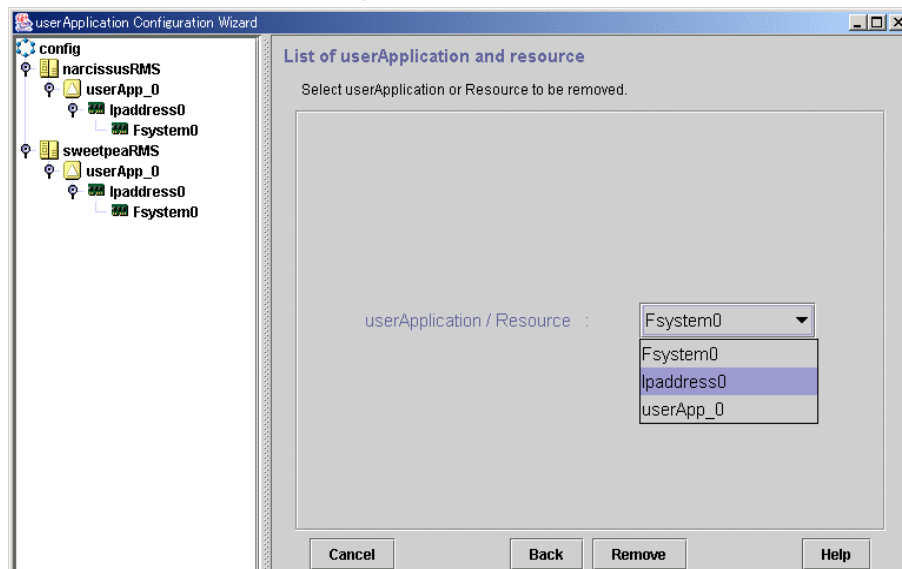 userApplication Configuration Wizard
config
narcissusRMS
userApp_0
Ipaddress0
Fsystem0
sweetpeaRMS
userApp_0
Ipaddress0
Fsystem0
List of userApplication and resource
Select userApplication or Resource to be removed.
userApplication / Resource :
Fsystem0
Fsystem0
Ipaddress0
userApp_0
Cancel
Back
Remove
Help